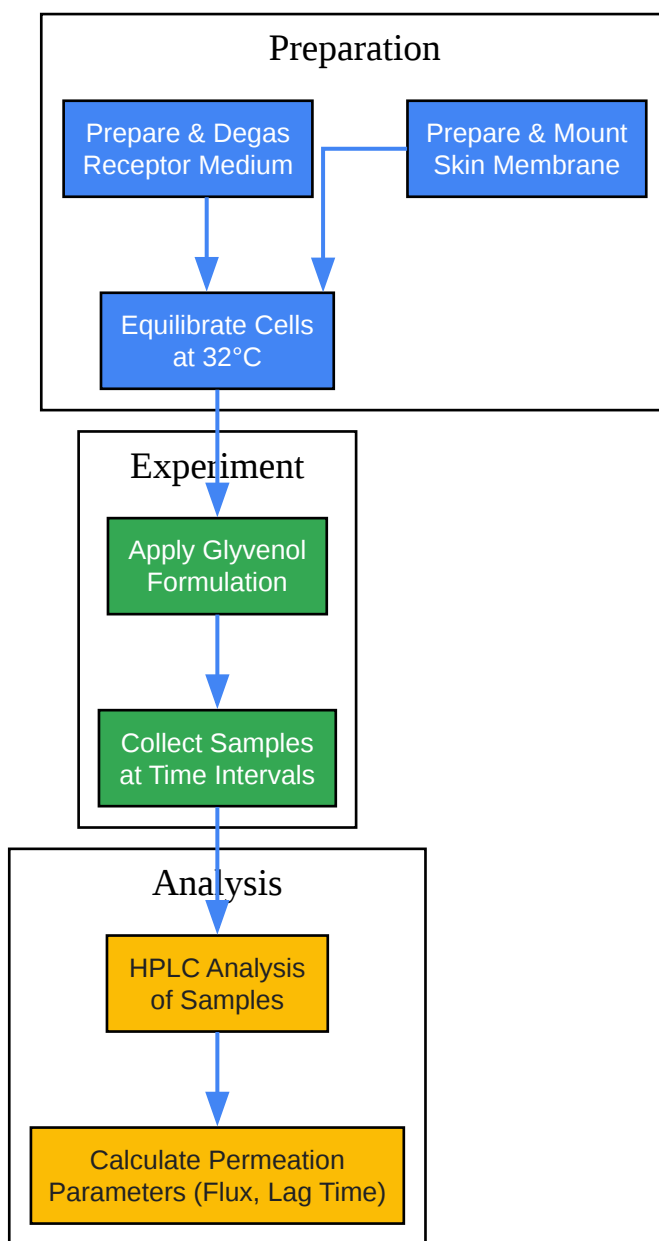 Preparation
Prepare & Degas
Receptor Medium
Prepare & Mount
Skin Membrane
Equilibrate Cells
at 32°C
Experiment
Apply Glyvenol
Formulation
Collect Samples
at Time Intervals
Analysis
HPLC Analysis
of Samples
Calculate Permeation
Parameters (Flux, Lag Time)